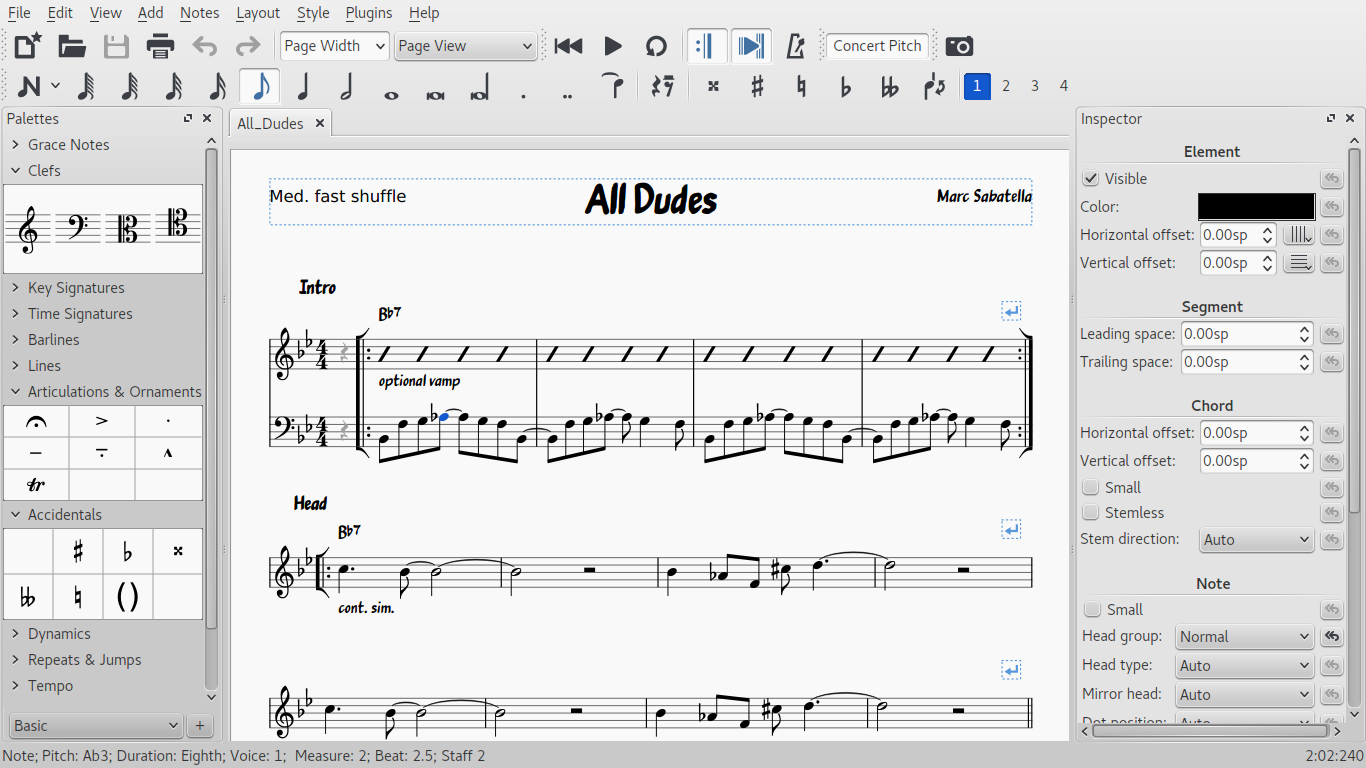 File Edit View Add Notes Layout Style Plugins Help
Page Width Page View Concert Pitch
1 2 3 4
Palettes
Grace Notes
Clefs
Key Signatures
Time Signatures
Barlines
Lines
Articulations & Ornaments
tr
Accidentals
Dynamics
Repeats & Jumps
Tempo
Basic +
All_Dudes
Med. fast shuffle
All Dudes
Marc Sabatella
Intro
B♭7
4
4
optional vamp
4
4
Head
B♭7
cont. sim.
Inspector
Element
Visible
Color:
Horizontal offset: 0.00sp
Vertical offset: 0.00sp
Segment
Leading space: 0.00sp
Trailing space: 0.00sp
Chord
Horizontal offset: 0.00sp
Vertical offset: 0.00sp
Small
Stemless
Stem direction: Auto
Note
Small
Head group: Normal
Head type: Auto
Mirror head: Auto
Dot position: Auto
Note; Pitch: Ab3; Duration: Eighth; Voice: 1; Measure: 2; Beat: 2.5; Staff 2
2:02:240